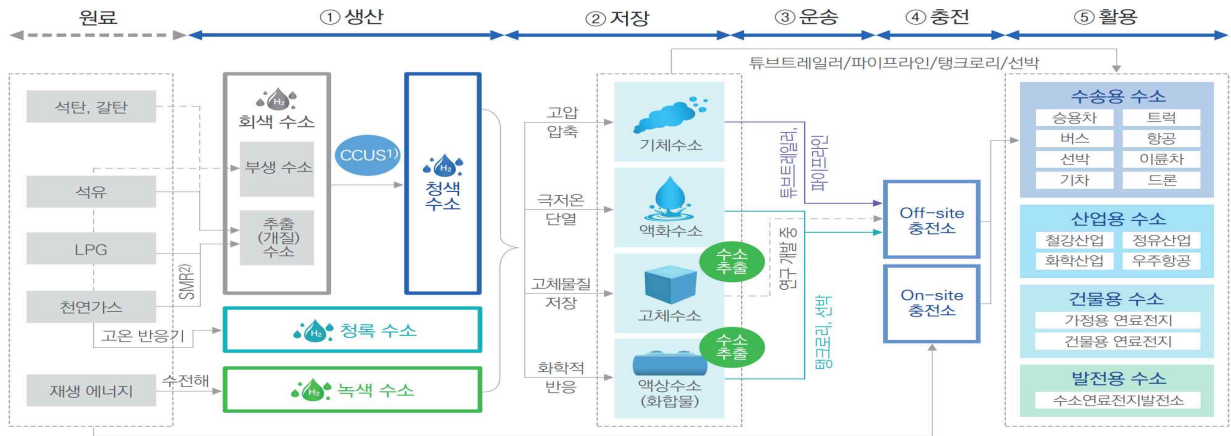 원료
① 생산
② 저장
③ 운송
④ 충전
⑤ 활용
튜브트레일러/파이프라인/탱크로리/선박
석탄, 갈탄
석유
LPG
천연가스
재생 에너지
SMR2)
고온 반응기
수전해
H2
회색 수소
부생 수소
추출
(개질)
수소
CCUS1)
H2
청색
수소
H2
청록 수소
H2
녹색 수소
고압
압축
극저온
단열
고체물질
저장
화학적
반응
기체수소
액화수소
수소
추출
고체수소
수소
추출
액상수소
(화합물)
튜브트레일러,
파이프라인
연구 개발 중
탱크로리, 선박
Off-site
충전소
On-site
충전소
수송용 수소
승용차
트럭
버스
항공
선박
이륜차
기차
드론
산업용 수소
철강산업
정유산업
화학산업
우주항공
건물용 수소
가정용 연료전지
건물용 연료전지
발전용 수소
수소연료전지발전소